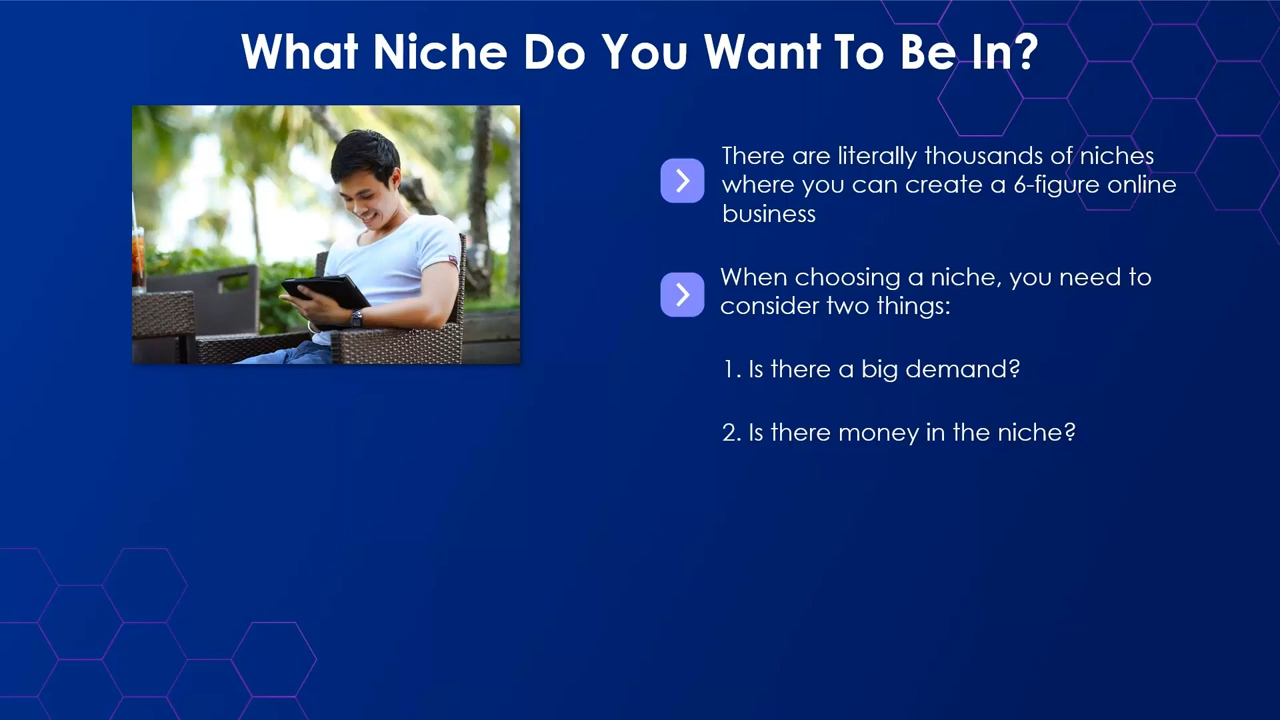 What Niche Do You Want To Be In?
There are literally thousands of niches
where you can create a 6-figure online
business
When choosing a niche, you need to
consider two things:
1. Is there a big demand?
2. Is there money in the niche?